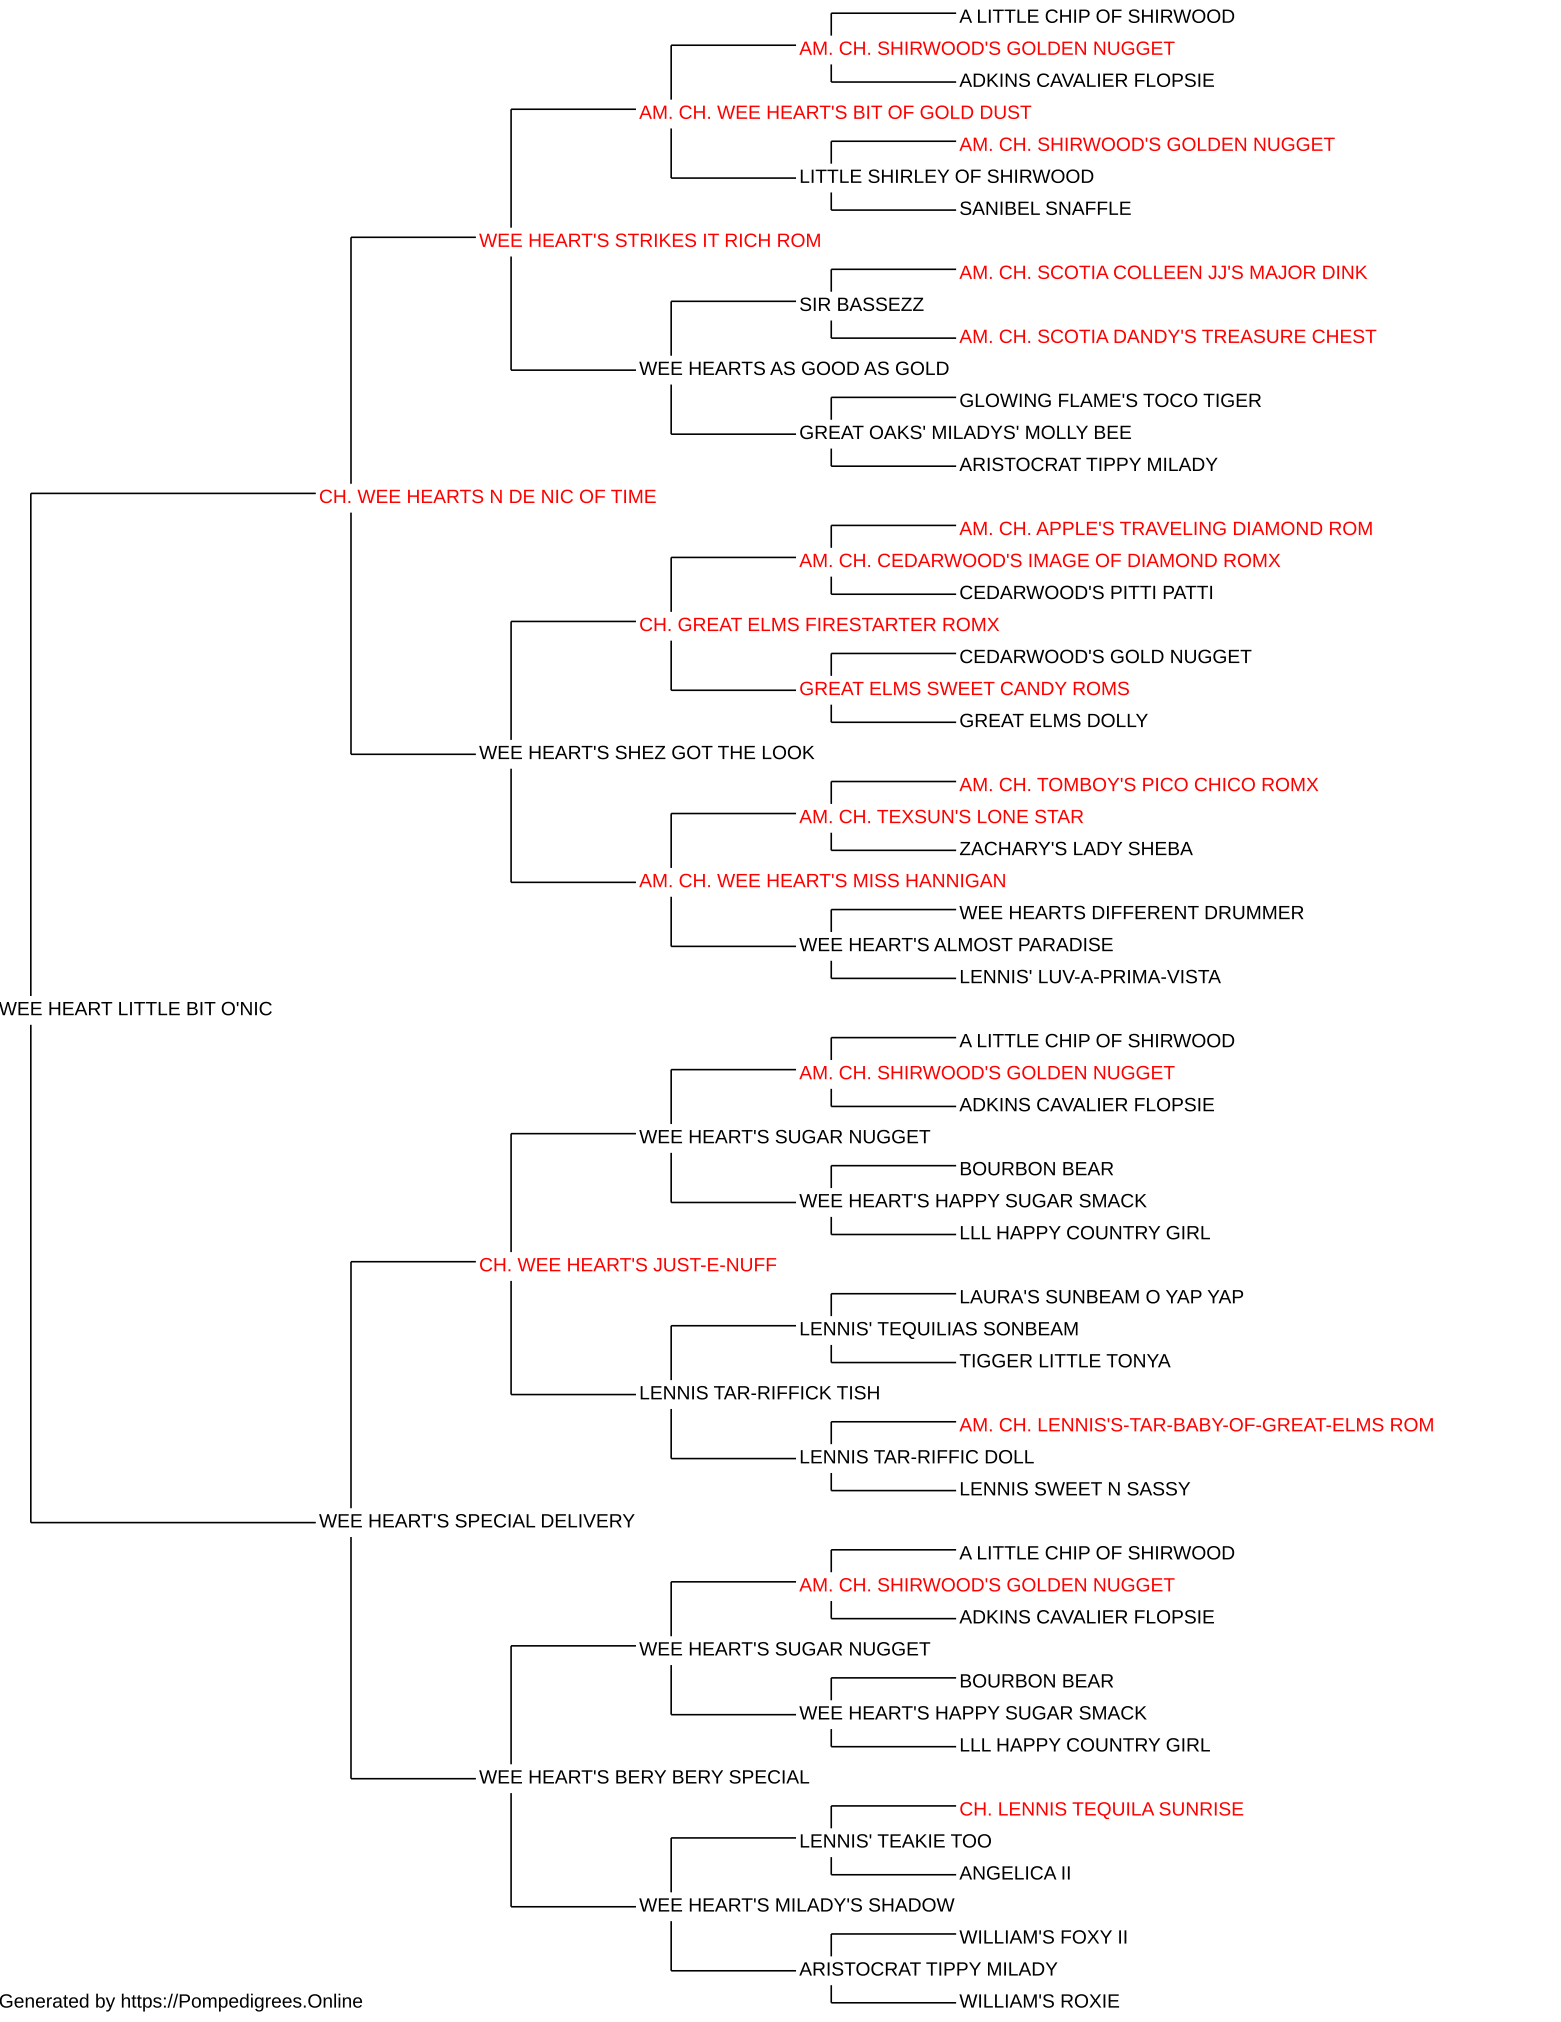 A LITTLE CHIP OF SHIRWOOD
AM. CH. SHIRWOOD'S GOLDEN NUGGET
ADKINS CAVALIER FLOPSIE
AM. CH. WEE HEART'S BIT OF GOLD DUST
AM. CH. SHIRWOOD'S GOLDEN NUGGET
LITTLE SHIRLEY OF SHIRWOOD
SANIBEL SNAFFLE
WEE HEART'S STRIKES IT RICH ROM
AM. CH. SCOTIA COLLEEN JJ'S MAJOR DINK
SIR BASSEZZ
AM. CH. SCOTIA DANDY'S TREASURE CHEST
WEE HEARTS AS GOOD AS GOLD
GLOWING FLAME'S TOCO TIGER
GREAT OAKS' MILADYS' MOLLY BEE
ARISTOCRAT TIPPY MILADY
CH. WEE HEARTS N DE NIC OF TIME
AM. CH. APPLE'S TRAVELING DIAMOND ROM
AM. CH. CEDARWOOD'S IMAGE OF DIAMOND ROMX
CEDARWOOD'S PITTI PATTI
CH. GREAT ELMS FIRESTARTER ROMX
CEDARWOOD'S GOLD NUGGET
GREAT ELMS SWEET CANDY ROMS
GREAT ELMS DOLLY
WEE HEART'S SHEZ GOT THE LOOK
AM. CH. TOMBOY'S PICO CHICO ROMX
AM. CH. TEXSUN'S LONE STAR
ZACHARY'S LADY SHEBA
AM. CH. WEE HEART'S MISS HANNIGAN
WEE HEARTS DIFFERENT DRUMMER
WEE HEART'S ALMOST PARADISE
LENNIS' LUV-A-PRIMA-VISTA
WEE HEART LITTLE BIT O'NIC
A LITTLE CHIP OF SHIRWOOD
AM. CH. SHIRWOOD'S GOLDEN NUGGET
ADKINS CAVALIER FLOPSIE
WEE HEART'S SUGAR NUGGET
BOURBON BEAR
WEE HEART'S HAPPY SUGAR SMACK
LLL HAPPY COUNTRY GIRL
CH. WEE HEART'S JUST-E-NUFF
LAURA'S SUNBEAM O YAP YAP
LENNIS' TEQUILIAS SONBEAM
TIGGER LITTLE TONYA
LENNIS TAR-RIFFICK TISH
AM. CH. LENNIS'S-TAR-BABY-OF-GREAT-ELMS ROM
LENNIS TAR-RIFFIC DOLL
LENNIS SWEET N SASSY
WEE HEART'S SPECIAL DELIVERY
A LITTLE CHIP OF SHIRWOOD
AM. CH. SHIRWOOD'S GOLDEN NUGGET
ADKINS CAVALIER FLOPSIE
WEE HEART'S SUGAR NUGGET
BOURBON BEAR
WEE HEART'S HAPPY SUGAR SMACK
LLL HAPPY COUNTRY GIRL
WEE HEART'S BERY BERY SPECIAL
CH. LENNIS TEQUILA SUNRISE
LENNIS' TEAKIE TOO
ANGELICA II
WEE HEART'S MILADY'S SHADOW
WILLIAM'S FOXY II
ARISTOCRAT TIPPY MILADY
WILLIAM'S ROXIE
Generated by https://Pompedigrees.Online